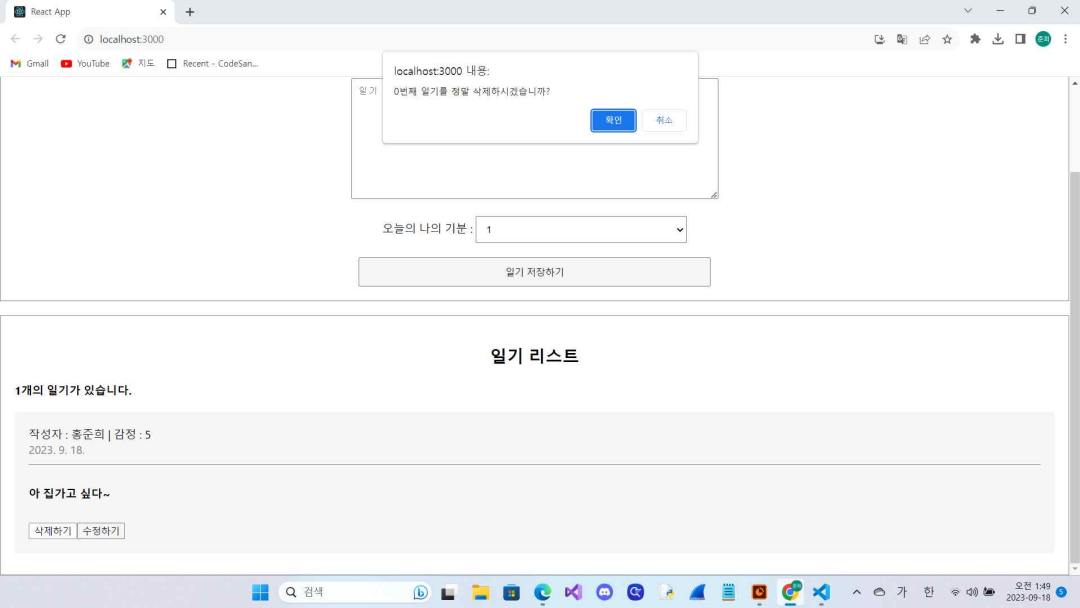 React App
localhost:3000
준희
Gmail
YouTube
지도
Recent - CodeSan...
localhost:3000 내용:
0번째 일기를 정말 삭제하시겠습니까?
확인
취소
일기
오늘의 나의 기분 :
1
일기 저장하기
일기 리스트
1개의 일기가 있습니다.
작성자 : 홍준희 | 감정 : 5
2023. 9. 18.
아 집가고 싶다~
삭제하기
수정하기
검색
가
한
오전 1:49
2023-09-18
5